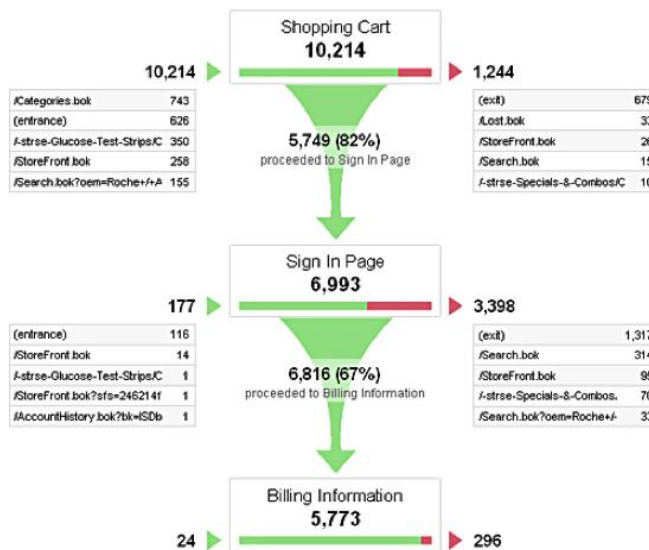 Shopping Cart
10,214
10,214
1,244
/Categories.bok 743
(entrance) 626
/-strse-Glucose-Test-Strips/C 350
/StoreFront.bok 258
/Search.bok?oem=Roche+/+A 155
(exit) 679
/Lost.bok
/StoreFront.bok
/Search.bok
/-strse-Specials-&-Combos/C
5,749 (82%)
proceeded to Sign In Page
Sign In Page
6,993
177
3,398
(entrance) 116
/StoreFront.bok 14
/-strse-Glucose-Test-Strips/C 1
/StoreFront.bok?sfs=246214f 1
/AccountHistory.bok?bk=ISDb 1
(exit) 1,317
/Search.bok 314
/StoreFront.bok
/-strse-Specials-&-Combos.
/Search.bok?oem=Roche+/-
6,816 (67%)
proceeded to Billing Information
Billing Information
5,773
24
296